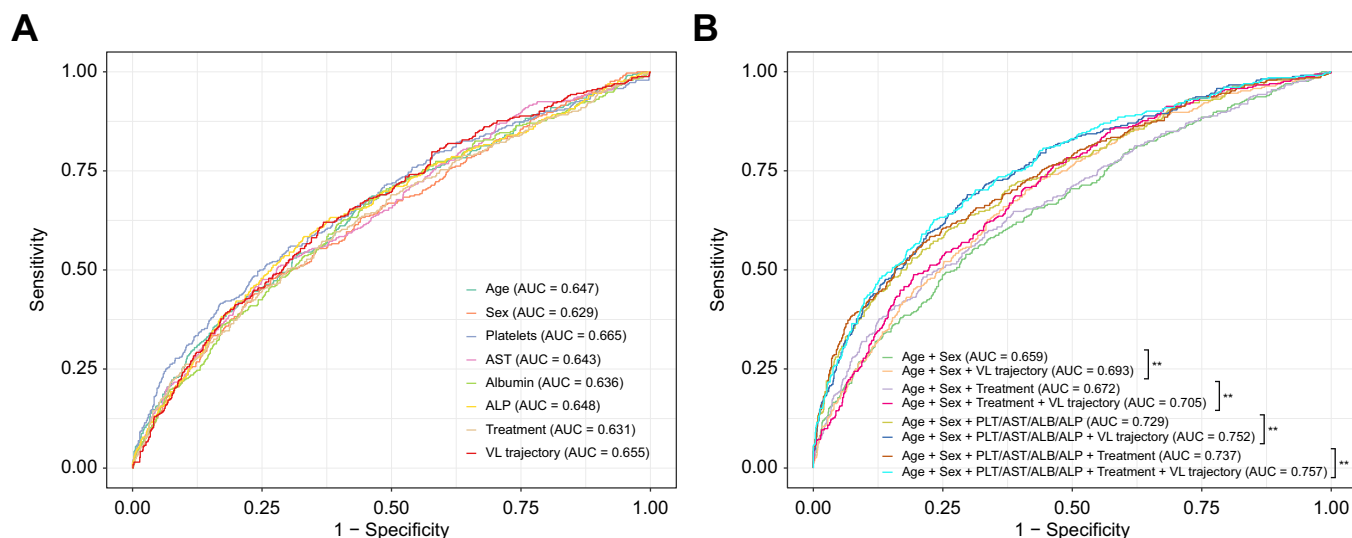 A
1.00
0.75
0.50
0.25
0.00
Sensitivity
Age (AUC = 0.647)
Sex (AUC = 0.629)
Platelets (AUC = 0.665)
AST (AUC = 0.643)
Albumin (AUC = 0.636)
ALP (AUC = 0.648)
Treatment (AUC = 0.631)
VL trajectory (AUC = 0.655)
0.00 0.25 0.50 0.75 1.00
1 − Specificity
B
1.00
0.75
0.50
0.25
0.00
Sensitivity
Age + Sex (AUC = 0.659)
Age + Sex + VL trajectory (AUC = 0.693)
**
Age + Sex + Treatment (AUC = 0.672)
Age + Sex + Treatment + VL trajectory (AUC = 0.705)
**
Age + Sex + PLT/AST/ALB/ALP (AUC = 0.729)
Age + Sex + PLT/AST/ALB/ALP + VL trajectory (AUC = 0.752)
**
Age + Sex + PLT/AST/ALB/ALP + Treatment (AUC = 0.737)
Age + Sex + PLT/AST/ALB/ALP + Treatment + VL trajectory (AUC = 0.757)
**
0.00 0.25 0.50 0.75 1.00
1 − Specificity